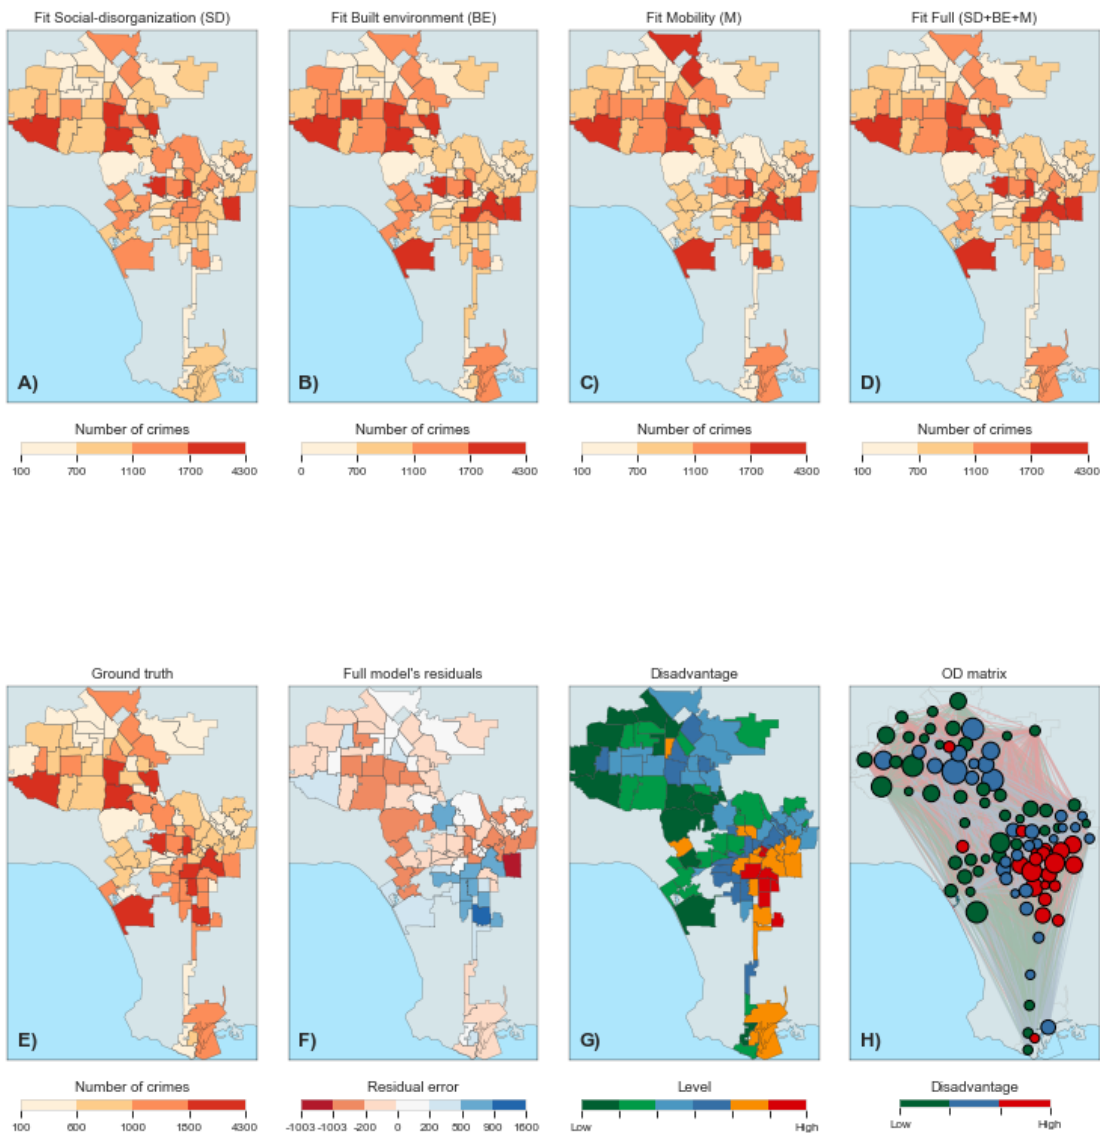 Fit Social-disorganization (SD)
Fit Built environment (BE)
Fit Mobility (M)
Fit Full (SD+BE+M)
A)
B)
C)
D)
Number of crimes
Number of crimes
Number of crimes
Number of crimes
100 700 1100 1700 4300
0 700 1100 1700 4300
100 700 1100 1700 4300
100 700 1100 1700 4300
Ground truth
Full model's residuals
Disadvantage
OD matrix
E)
F)
G)
H)
Number of crimes
Residual error
Level
Disadvantage
100 600 1000 1500 4300
-1003 -1003 -200 0 200 500 900 1600
Low High
Low High